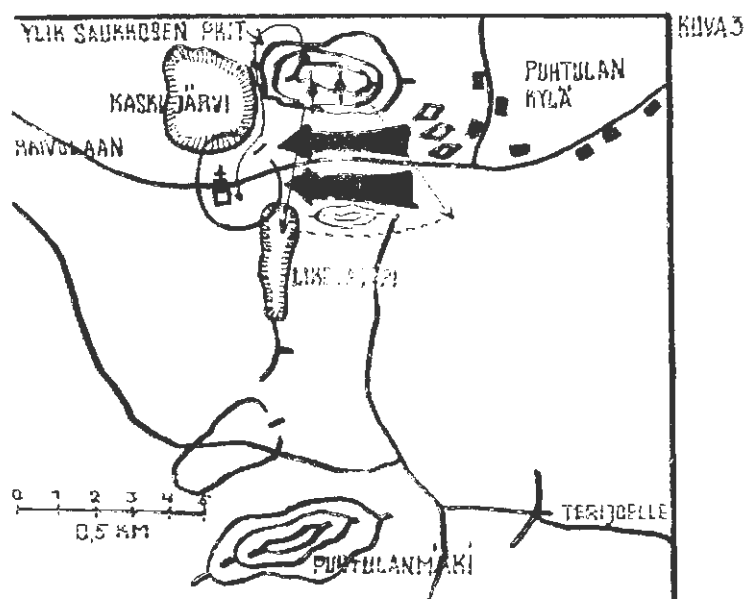 YLIK SAUKKOSEN PKIT
KUVA 3
KASKIJÄRVI
PUHTULAN
KYLÄ
RAIVOLAAN
0 1 2 3 4 5
0,5 KM
TERIJOELLE
PUHTULANMÄKI